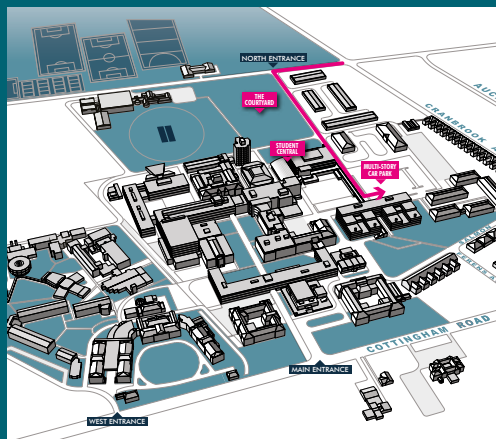 NORTH ENTRANCE
THE
COURTYARD
STUDENT
CENTRAL
MULTI-STORY
CAR PARK
CRANBROOK
COTTINGHAM ROAD
MAIN ENTRANCE
WEST ENTRANCE